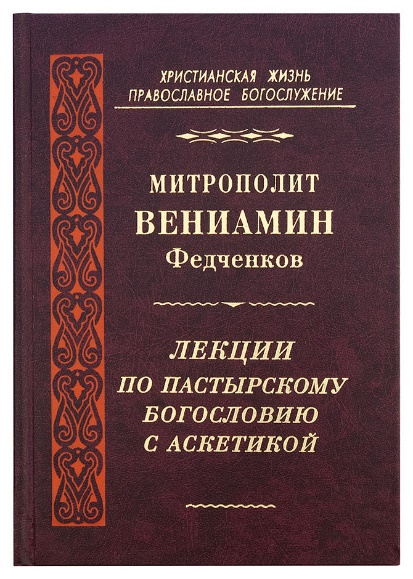 ХРИСТИАНСКАЯ ЖИЗНЬ
ПРАВОСЛАВНОЕ БОГОСЛУЖЕНИЕ
МИТРОПОЛИТ
ВЕНИАМИН
Федченков
ЛЕКЦИИ
ПО ПАСТЫРСКОМУ
БОГОСЛОВИЮ
С АСКЕТИКОЙ